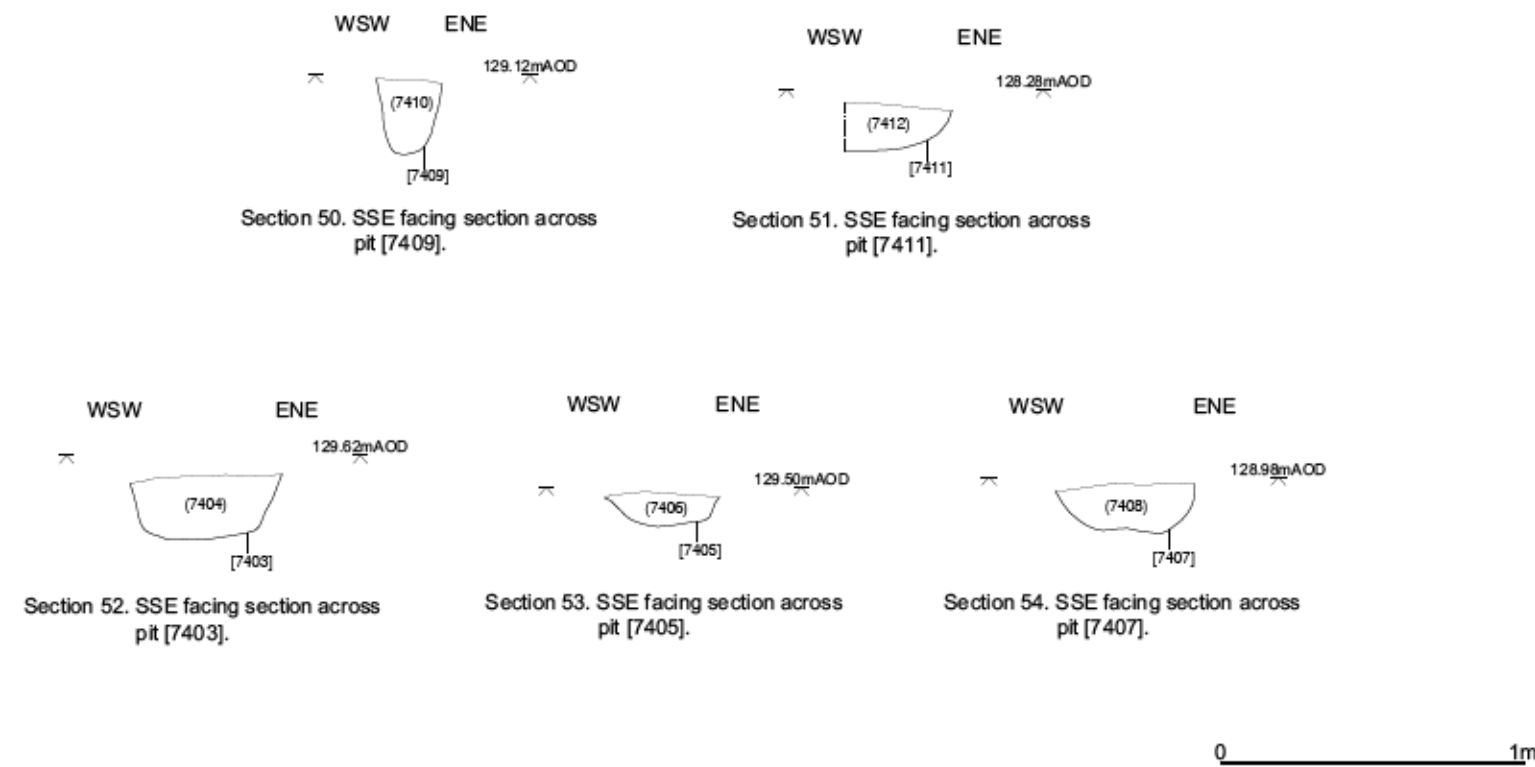 WSW ENE
129.12mAOD
(7410)
[7409]
Section 50. SSE facing section across
pit [7409].
WSW ENE
128.28mAOD
(7412)
[7411]
Section 51. SSE facing section across
pit [7411].
WSW ENE
129.62mAOD
(7404)
[7403]
Section 52. SSE facing section across
pit [7403].
WSW ENE
129.50mAOD
(7406)
[7405]
Section 53. SSE facing section across
pit [7405].
WSW ENE
128.98mAOD
(7408)
[7407]
Section 54. SSE facing section across
pit [7407].
0 1m